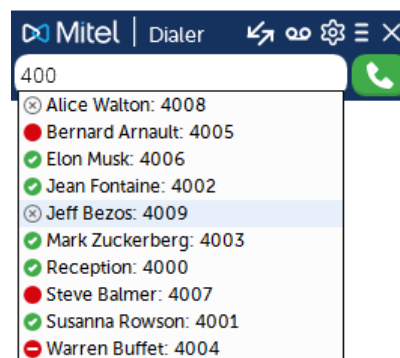 Mitel | Dialer
400
Alice Walton: 4008
Bernard Arnault: 4005
Elon Musk: 4006
Jean Fontaine: 4002
Jeff Bezos: 4009
Mark Zuckerberg: 4003
Reception: 4000
Steve Balmer: 4007
Susanna Rowson: 4001
Warren Buffet: 4004